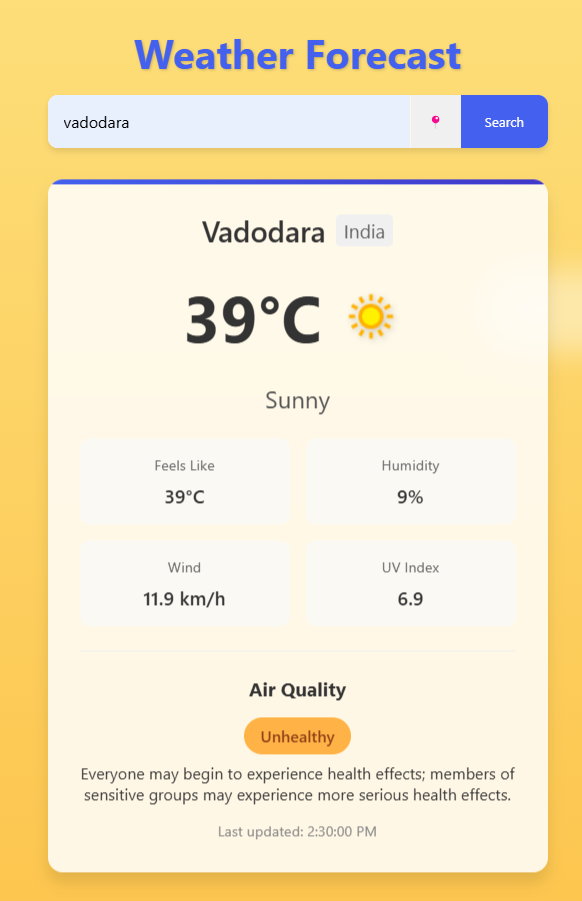 Weather Forecast
vadodara
Search
Vadodara India
39°C
Sunny
Feels Like
39°C
Humidity
9%
Wind
11.9 km/h
UV Index
6.9
Air Quality
Unhealthy
Everyone may begin to experience health effects; members of
sensitive groups may experience more serious health effects.
Last updated: 2:30:00 PM